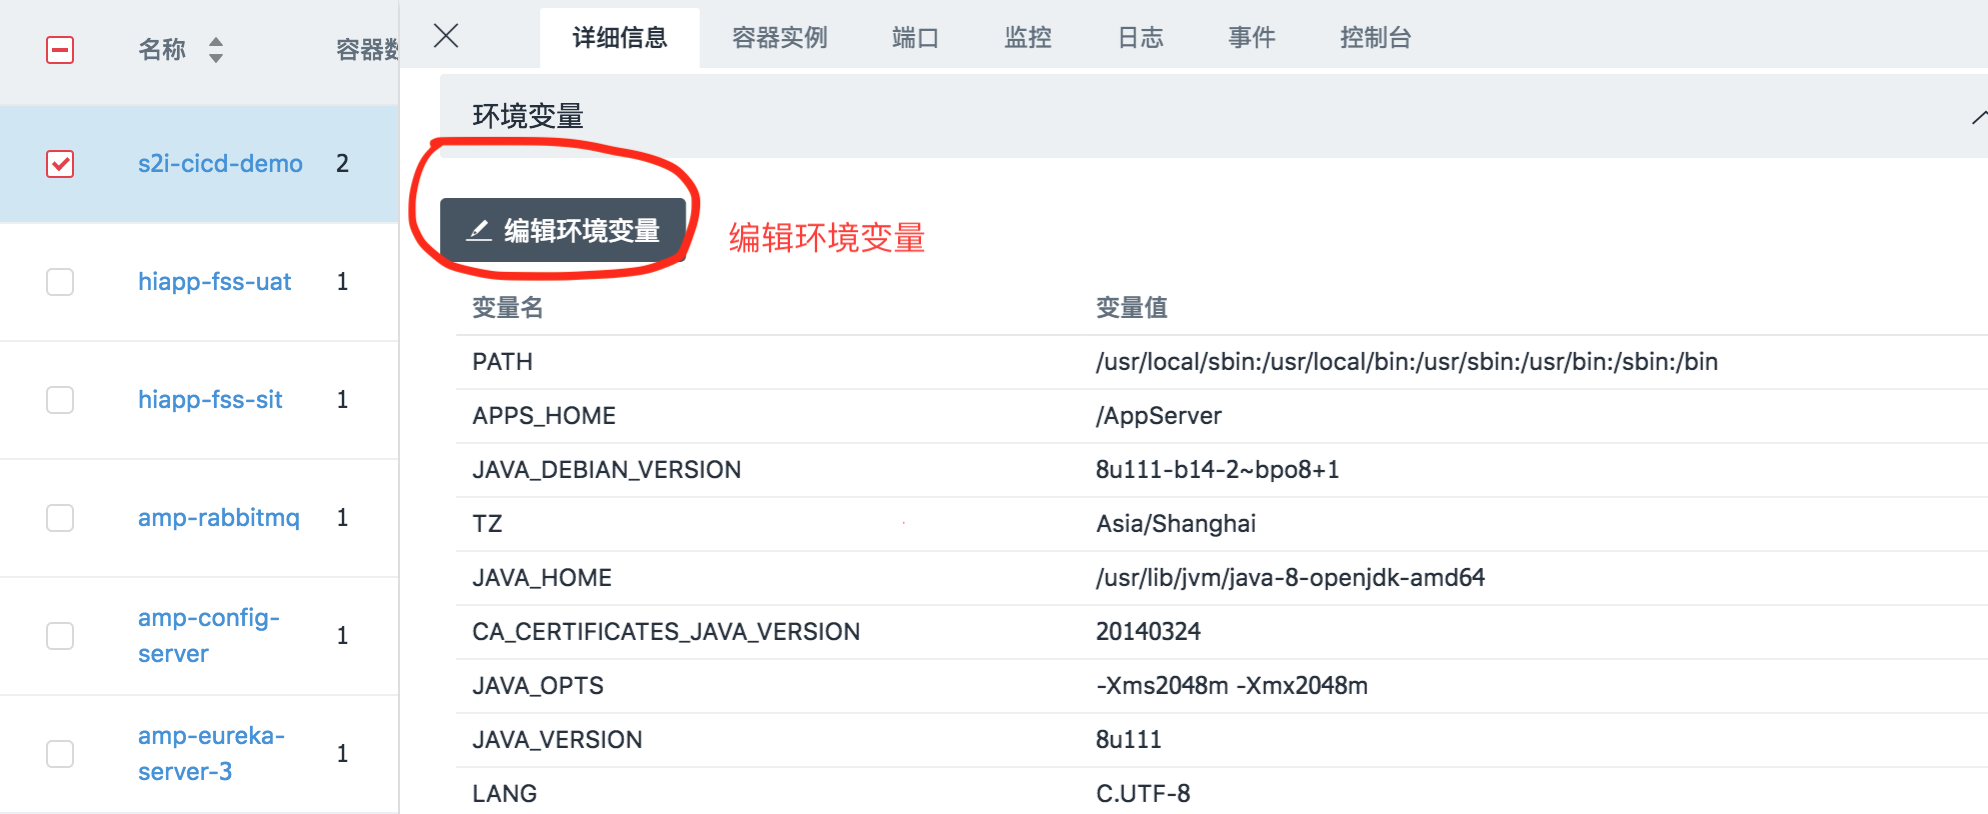 名称 容器数
s2i-cicd-demo 2
hiapp-fss-uat 1
hiapp-fss-sit 1
amp-rabbitmq 1
amp-config-
server 1
amp-eureka-
server-3 1
详细信息 容器实例 端口 监控 日志 事件 控制台
环境变量
编辑环境变量 编辑环境变量
变量名 变量值
PATH /usr/local/sbin:/usr/local/bin:/usr/sbin:/usr/bin:/sbin:/bin
APPS_HOME /AppServer
JAVA_DEBIAN_VERSION 8u111-b14-2~bpo8+1
TZ Asia/Shanghai
JAVA_HOME /usr/lib/jvm/java-8-openjdk-amd64
CA_CERTIFICATES_JAVA_VERSION 20140324
JAVA_OPTS -Xms2048m -Xmx2048m
JAVA_VERSION 8u111
LANG C.UTF-8